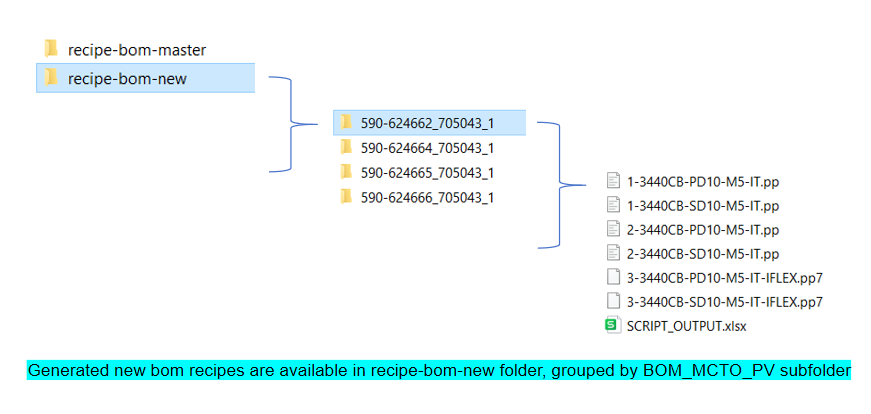 recipe-bom-master
recipe-bom-new
590-624662_705043_1
590-624664_705043_1
590-624665_705043_1
590-624666_705043_1
1-3440CB-PD10-M5-IT.pp
1-3440CB-SD10-M5-IT.pp
2-3440CB-PD10-M5-IT.pp
2-3440CB-SD10-M5-IT.pp
3-3440CB-PD10-M5-IT-IFLEX.pp7
3-3440CB-SD10-M5-IT-IFLEX.pp7
SCRIPT_OUTPUT.xlsx
Generated new bom recipes are available in recipe-bom-new folder, grouped by BOM_MCTO_PV subfolder